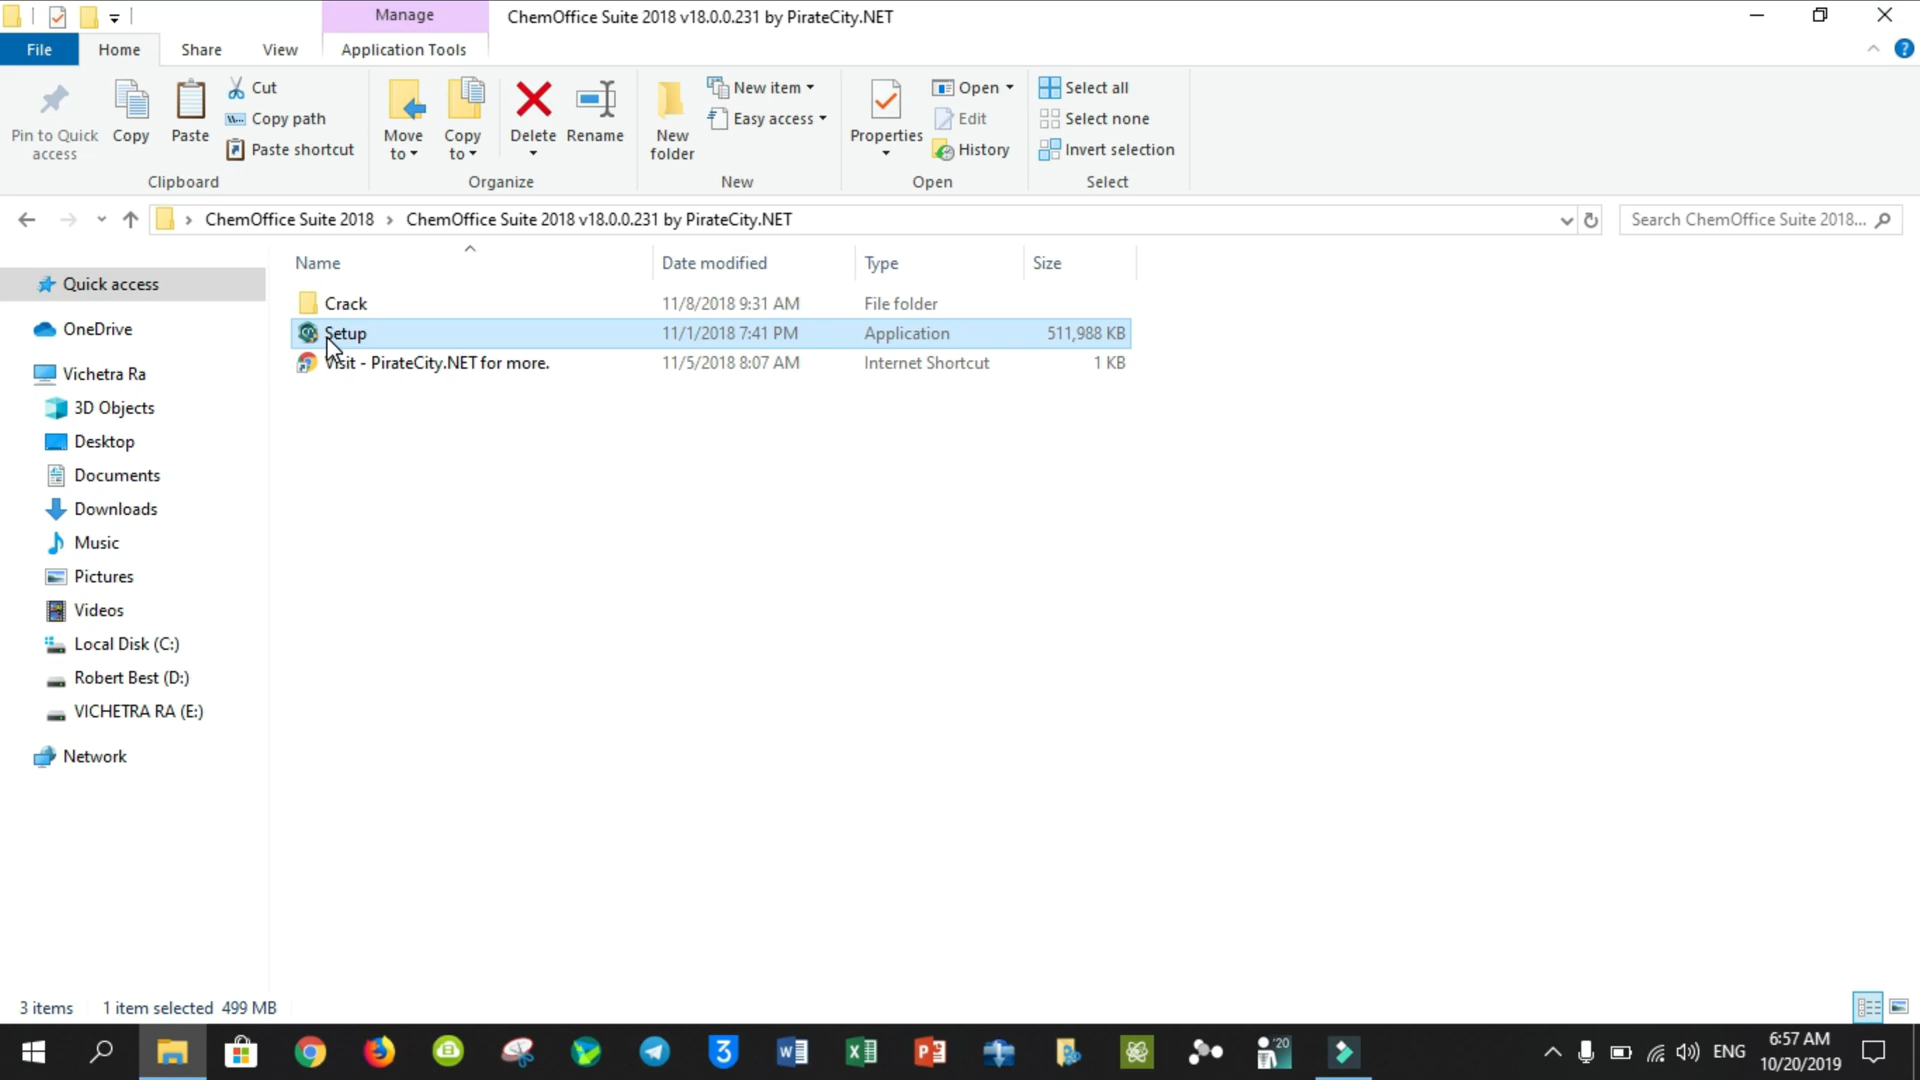 Manage
ChemOffice Suite 2018 v18.0.0.231 by PirateCity.NET
File
Home
Share
View
Application Tools
Pin to Quick access
Copy
Paste
Cut
Copy path
Paste shortcut
Move to
Copy to
Delete
Rename
New folder
New item
Easy access
Properties
Open
Edit
History
Select all
Select none
Invert selection
Clipboard
Organize
New
Open
Select
ChemOffice Suite 2018 › ChemOffice Suite 2018 v18.0.0.231 by PirateCity.NET
Search ChemOffice Suite 2018...
Name Date modified Type Size
Crack 11/8/2018 9:31 AM File folder
Setup 11/1/2018 7:41 PM Application 511,988 KB
Visit - PirateCity.NET for more. 11/5/2018 8:07 AM Internet Shortcut 1 KB
Quick access
OneDrive
Vichetra Ra
3D Objects
Desktop
Documents
Downloads
Music
Pictures
Videos
Local Disk (C:)
Robert Best (D:)
VICHETRA RA (E:)
Network
3 items 1 item selected 499 MB
ENG
6:57 AM
10/20/2019